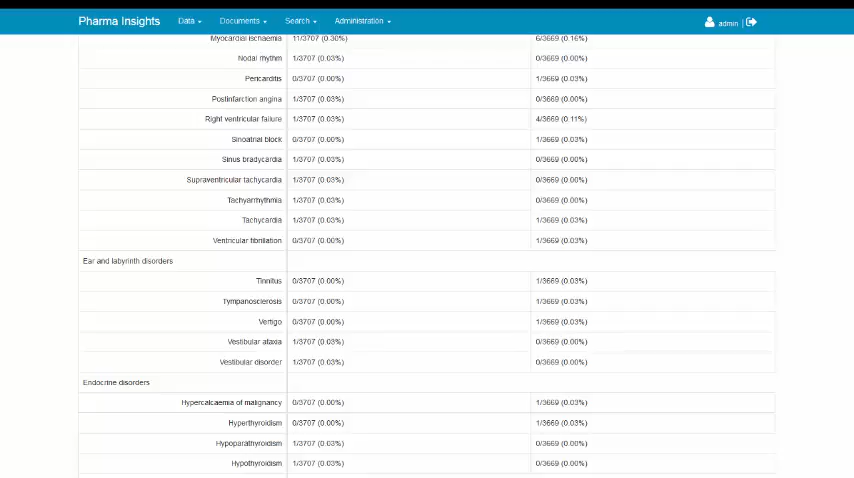 Pharma Insights Data Documents Search Administration admin
Myocardial ischaemia 11/3707 (0.30%) 6/3669 (0.16%)
Nodal rhythm 1/3707 (0.03%) 0/3669 (0.00%)
Pericarditis 0/3707 (0.00%) 1/3669 (0.03%)
Postinfarction angina 1/3707 (0.03%) 0/3669 (0.00%)
Right ventricular failure 1/3707 (0.03%) 4/3669 (0.11%)
Sinoatrial block 0/3707 (0.00%) 1/3669 (0.03%)
Sinus bradycardia 1/3707 (0.03%) 0/3669 (0.00%)
Supraventricular tachycardia 1/3707 (0.03%) 0/3669 (0.00%)
Tachyarrhythmia 1/3707 (0.03%) 0/3669 (0.00%)
Tachycardia 1/3707 (0.03%) 1/3669 (0.03%)
Ventricular fibrillation 0/3707 (0.00%) 1/3669 (0.03%)
Ear and labyrinth disorders
Tinnitus 0/3707 (0.00%) 1/3669 (0.03%)
Tympanosclerosis 0/3707 (0.00%) 1/3669 (0.03%)
Vertigo 0/3707 (0.00%) 1/3669 (0.03%)
Vestibular ataxia 1/3707 (0.03%) 0/3669 (0.00%)
Vestibular disorder 1/3707 (0.03%) 0/3669 (0.00%)
Endocrine disorders
Hypercalcaemia of malignancy 0/3707 (0.00%) 1/3669 (0.03%)
Hyperthyroidism 0/3707 (0.00%) 1/3669 (0.03%)
Hypoparathyroidism 1/3707 (0.03%) 0/3669 (0.00%)
Hypothyroidism 1/3707 (0.03%) 0/3669 (0.00%)